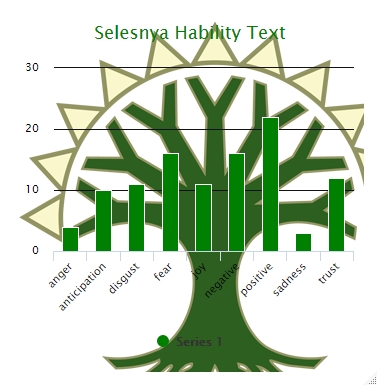 Selesnya Hability Text
30
20
10
0
anger
anticipation
disgust
fear
joy
negative
positive
sadness
trust
Series 1